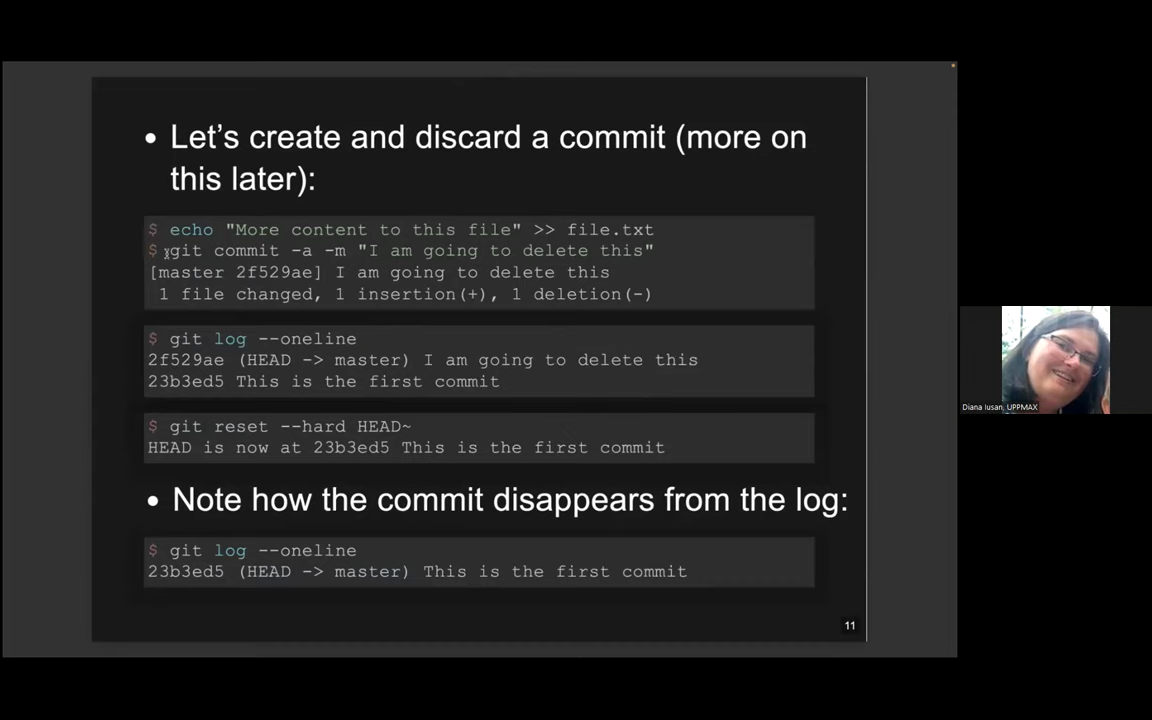 • Let's create and discard a commit (more on
this later):
$ echo "More content to this file" >> file.txt
$ git commit -a -m "I am going to delete this"
[master 2f529ae] I am going to delete this
1 file changed, 1 insertion(+), 1 deletion(-)
$ git log --oneline
2f529ae (HEAD -> master) I am going to delete this
23b3ed5 This is the first commit
$ git reset --hard HEAD~
HEAD is now at 23b3ed5 This is the first commit
• Note how the commit disappears from the log:
$ git log --oneline
23b3ed5 (HEAD -> master) This is the first commit
11
Diana Iusan, UPPMAX